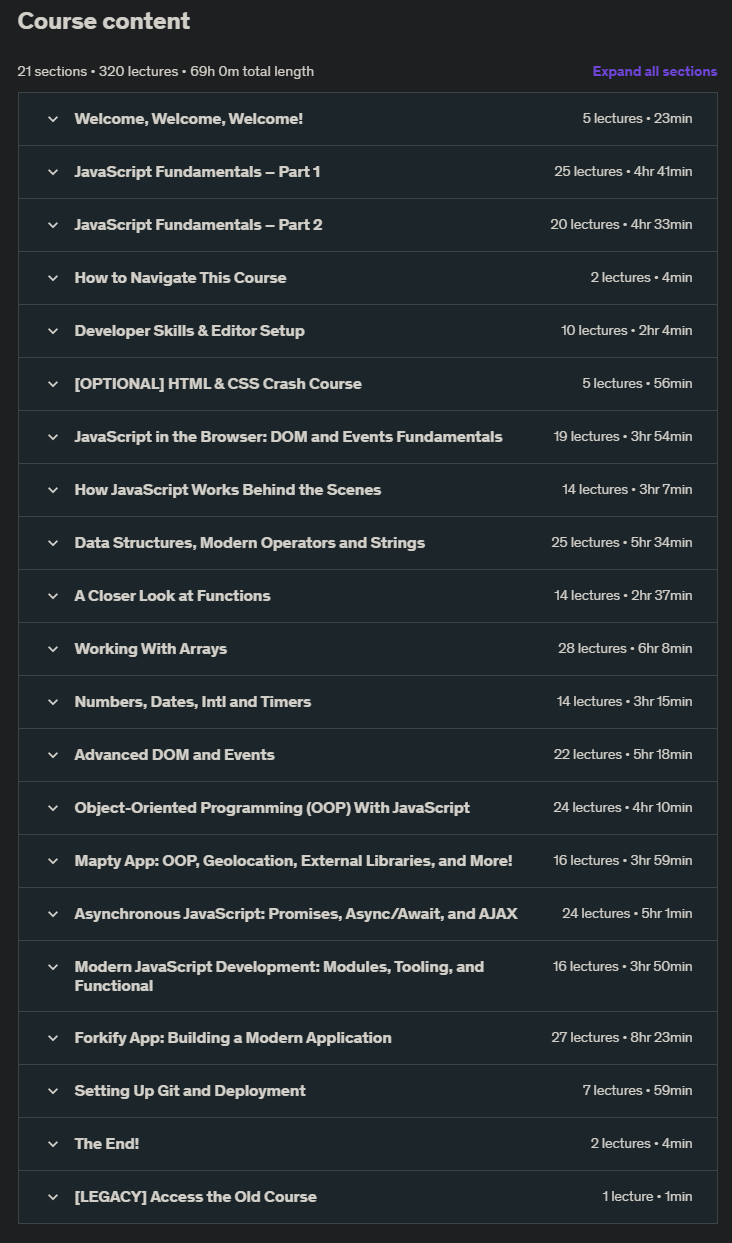 Course content
21 sections • 320 lectures • 69h 0m total length Expand all sections
Welcome, Welcome, Welcome! 5 lectures • 23min
JavaScript Fundamentals – Part 1 25 lectures • 4hr 41min
JavaScript Fundamentals – Part 2 20 lectures • 4hr 33min
How to Navigate This Course 2 lectures • 4min
Developer Skills & Editor Setup 10 lectures • 2hr 4min
[OPTIONAL] HTML & CSS Crash Course 5 lectures • 56min
JavaScript in the Browser: DOM and Events Fundamentals 19 lectures • 3hr 54min
How JavaScript Works Behind the Scenes 14 lectures • 3hr 7min
Data Structures, Modern Operators and Strings 25 lectures • 5hr 34min
A Closer Look at Functions 14 lectures • 2hr 37min
Working With Arrays 28 lectures • 6hr 8min
Numbers, Dates, Intl and Timers 14 lectures • 3hr 15min
Advanced DOM and Events 22 lectures • 5hr 18min
Object-Oriented Programming (OOP) With JavaScript 24 lectures • 4hr 10min
Mapty App: OOP, Geolocation, External Libraries, and More! 16 lectures • 3hr 59min
Asynchronous JavaScript: Promises, Async/Await, and AJAX 24 lectures • 5hr 1min
Modern JavaScript Development: Modules, Tooling, and 16 lectures • 3hr 50min
Functional
Forkify App: Building a Modern Application 27 lectures • 8hr 23min
Setting Up Git and Deployment 7 lectures • 59min
The End! 2 lectures • 4min
[LEGACY] Access the Old Course 1 lecture • 1min